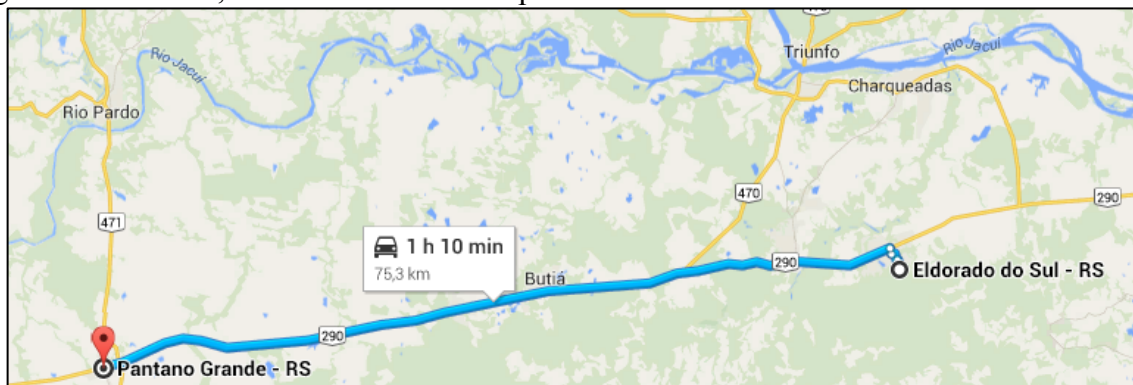 Triunfo
Rio Jacuí
Rio Jacuí
Charqueadas
Rio Pardo
470
290
471
1 h 10 min
75,3 km
290
Eldorado do Sul - RS
Butiá
290
Pantano Grande - RS